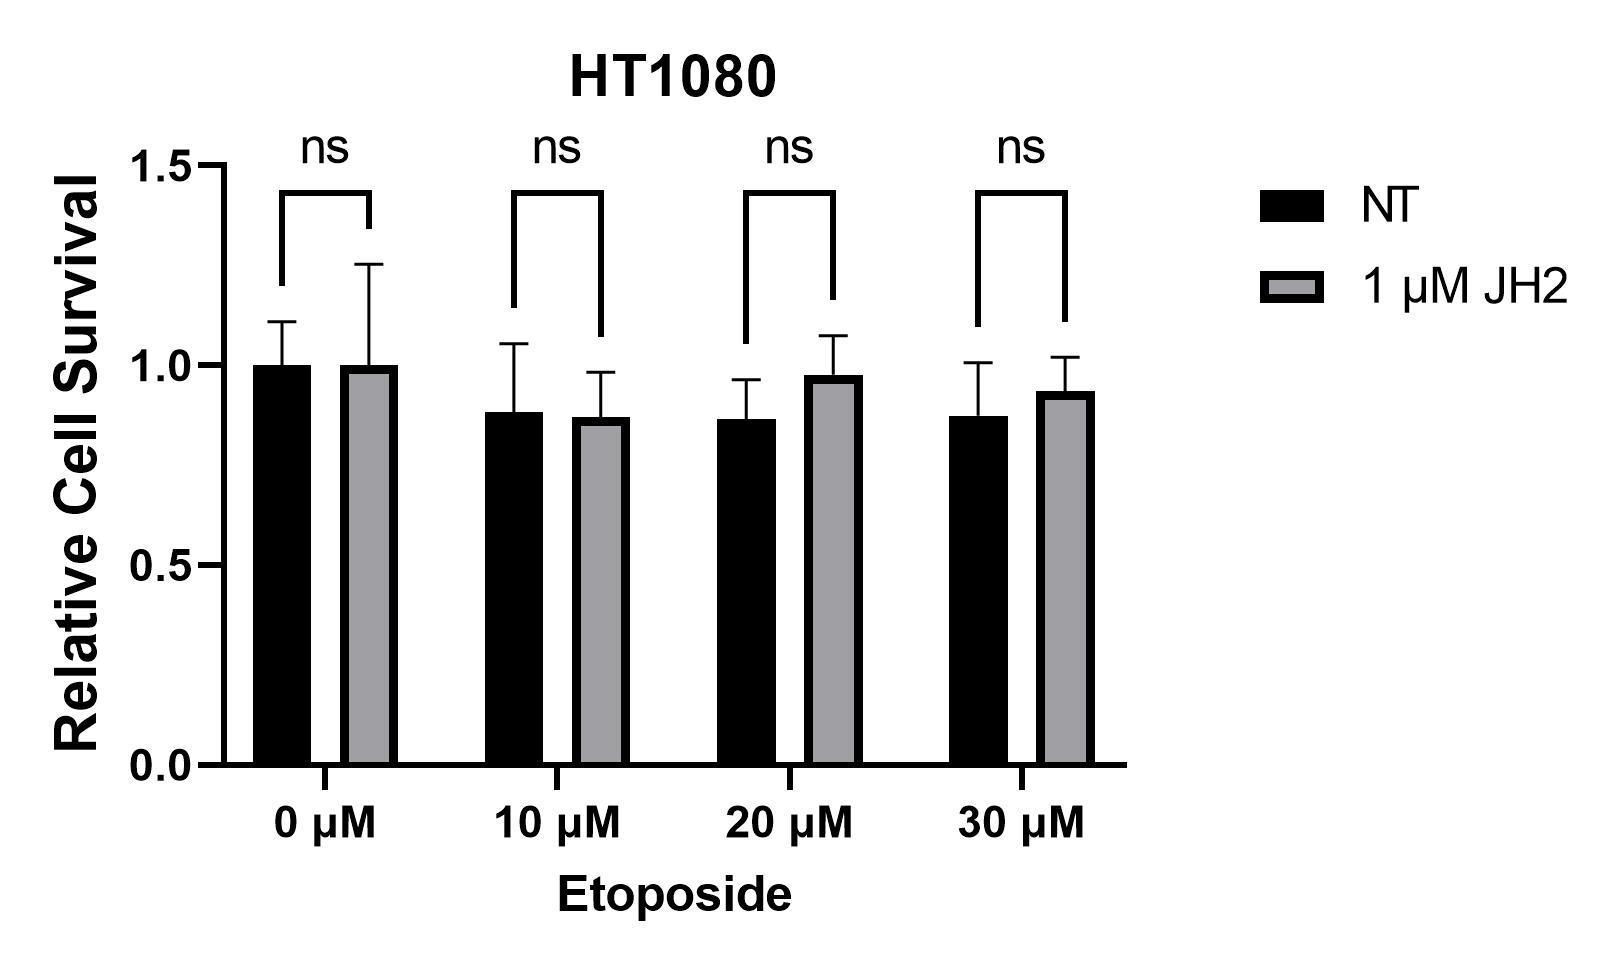 HT1080
ns ns ns ns
1.5
1.0
0.5
0.0
Relative Cell Survival
NT
1 µM JH2
0 µM 10 µM 20 µM 30 µM
Etoposide